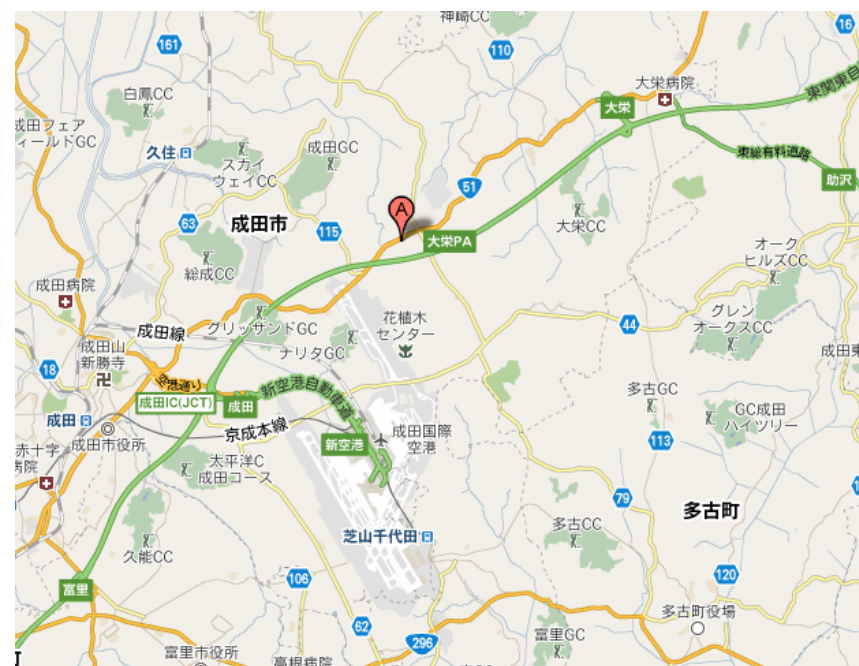 神崎CC
161
110
16
白鳳CC
大栄病院
東関東自
大栄
成田フェア
ィールドGC
久住
成田GC
スカイ
ウェイCC
東総有料道路
助沢
51
A
63
成田市
115
大栄CC
大栄PA
オーク
ヒルズCC
総成CC
成田病院
グリッサンドGC
花植木
センター
グレン
オークスCC
44
成田線
ナリタGC
成田山
新勝寺
成田東
18
空港通り
新空港自動車道
成田IC(JCT)
成田
多古GC
GC成田
ハイツリー
成田
京成本線
成田国際
空港
新空港
113
成田市役所
赤十字
病院
太平洋C
成田コース
79
多古町
芝山千代田
多古CC
久能CC
富里
106
120
多古町役場
62
296
富里GC
富里市役所
高根病院
町